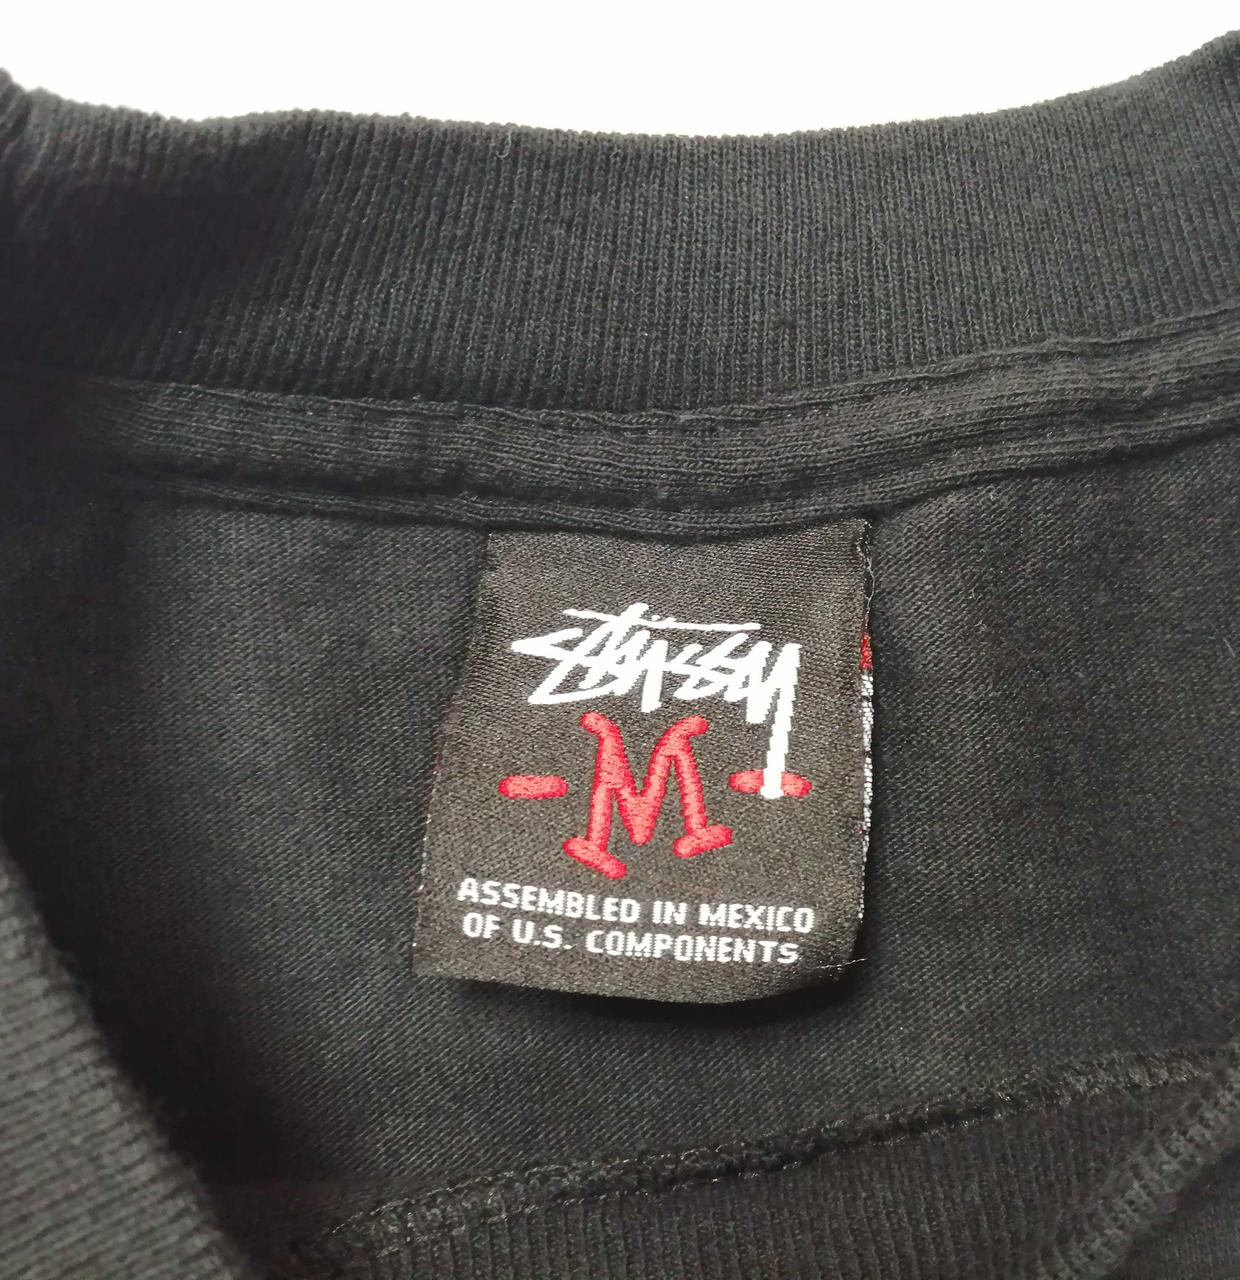 Stüssy
- M -
ASSEMBLED IN MEXICO
OF U.S. COMPONENTS